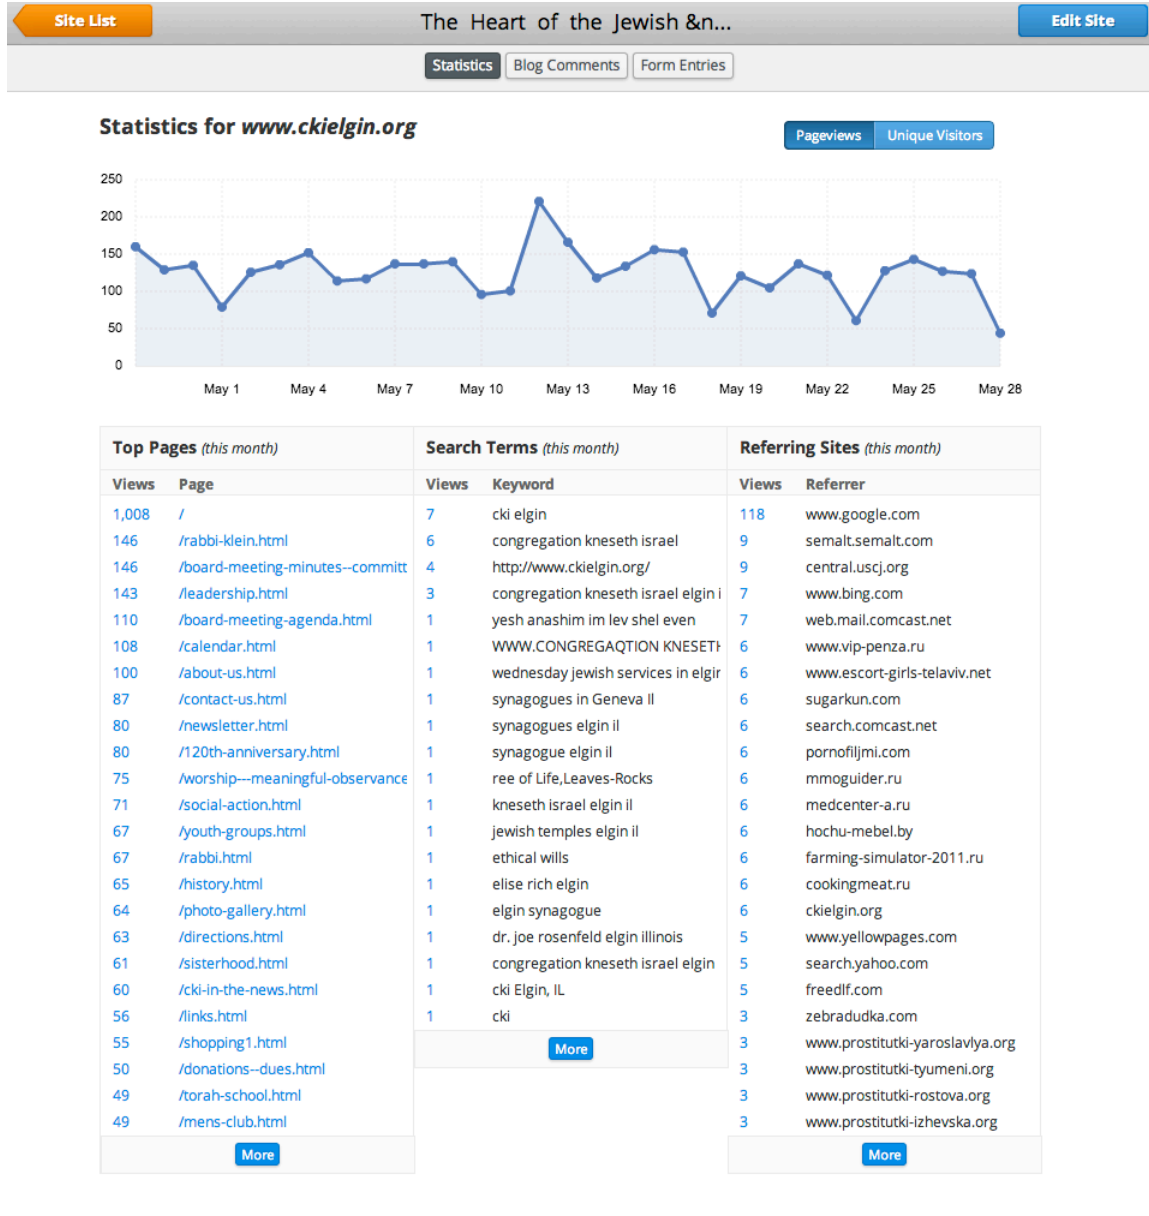 Site List
The Heart of the Jewish &n...
Edit Site
Statistics Blog Comments Form Entries
Statistics for www.ckielgin.org
Pageviews Unique Visitors
250
200
150
100
50
0
May 1 May 4 May 7 May 10 May 13 May 16 May 19 May 22 May 25 May 28
Top Pages (this month)
Views Page
1,008 /
146 /rabbi-klein.html
146 /board-meeting-minutes--committ
143 /leadership.html
110 /board-meeting-agenda.html
108 /calendar.html
100 /about-us.html
87 /contact-us.html
80 /newsletter.html
80 /120th-anniversary.html
75 /worship---meaningful-observance
71 /social-action.html
67 /youth-groups.html
67 /rabbi.html
65 /history.html
64 /photo-gallery.html
63 /directions.html
61 /sisterhood.html
60 /cki-in-the-news.html
56 /links.html
55 /shopping1.html
50 /donations--dues.html
49 /torah-school.html
49 /mens-club.html
More
Search Terms (this month)
Views Keyword
7 cki elgin
6 congregation kneseth israel
4 http://www.ckielgin.org/
3 congregation kneseth israel elgin i
1 yesh anashim im lev shel even
1 WWW.CONGREGAQTION KNESETH
1 wednesday jewish services in elgin
1 synagogues in Geneva Il
1 synagogues elgin il
1 synagogue elgin il
1 ree of Life,Leaves-Rocks
1 kneseth israel elgin il
1 jewish temples elgin il
1 ethical wills
1 elise rich elgin
1 elgin synagogue
1 dr. joe rosenfeld elgin illinois
1 congregation kneseth israel elgin
1 cki Elgin, IL
1 cki
More
Referring Sites (this month)
Views Referrer
118 www.google.com
9 semalt.semalt.com
9 central.uscj.org
7 www.bing.com
7 web.mail.comcast.net
6 www.vip-penza.ru
6 www.escort-girls-telaviv.net
6 sugarkun.com
6 search.comcast.net
6 pornofiljmi.com
6 mmoguider.ru
6 medcenter-a.ru
6 hochu-mebel.by
6 farming-simulator-2011.ru
6 cookingmeat.ru
6 ckielgin.org
5 www.yellowpages.com
5 search.yahoo.com
5 freedlf.com
3 zebradudka.com
3 www.prostitutki-yaroslavlya.org
3 www.prostitutki-tyumeni.org
3 www.prostitutki-rostova.org
3 www.prostitutki-izhevska.org
More